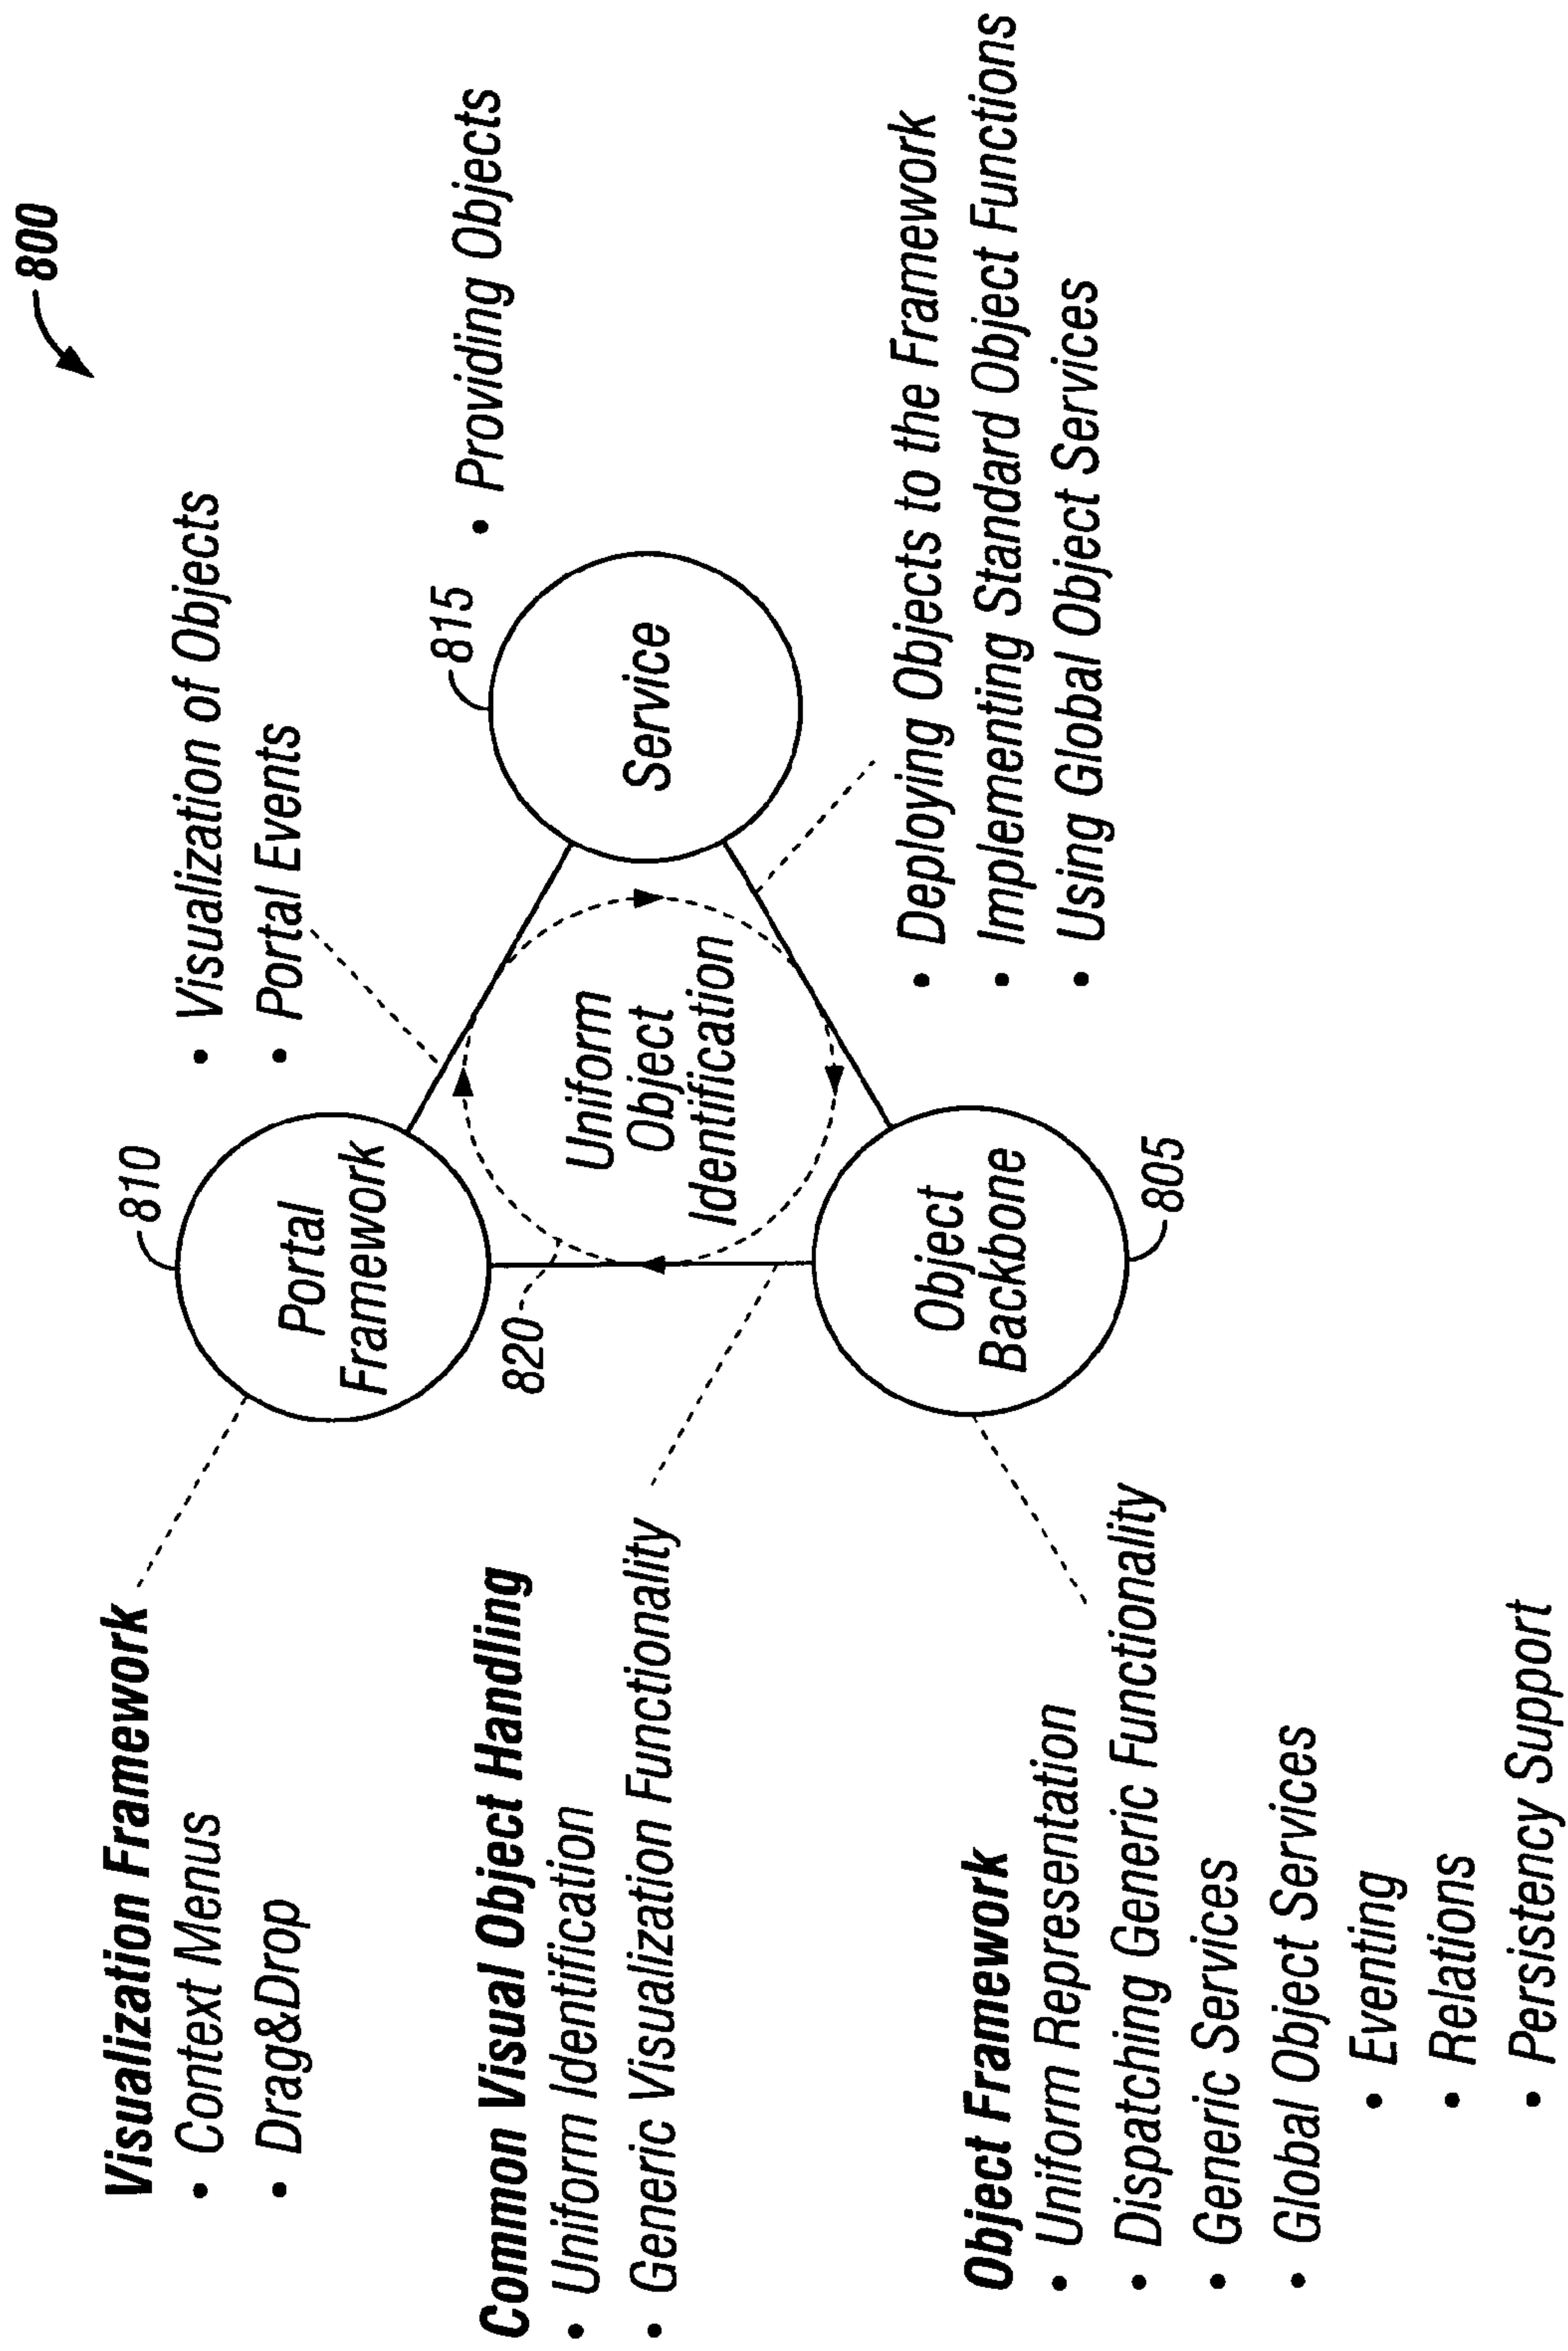 800
Visualization Framework
• Context Menus
• Drag&Drop
810
Portal
Framework
• Visualization of Objects
• Portal Events
Common Visual Object Handling
• Uniform Identification
• Generic Visualization Functionality
820
Uniform
Object
Identification
815
Service
• Providing Objects
Object Framework
• Uniform Representation
• Dispatching Generic Functionality
• Generic Services
• Global Object Services
• Eventing
• Relations
• Persistency Support
Object
Backbone
805
• Deploying Objects to the Framework
• Implementing Standard Object Functions
• Using Global Object Services